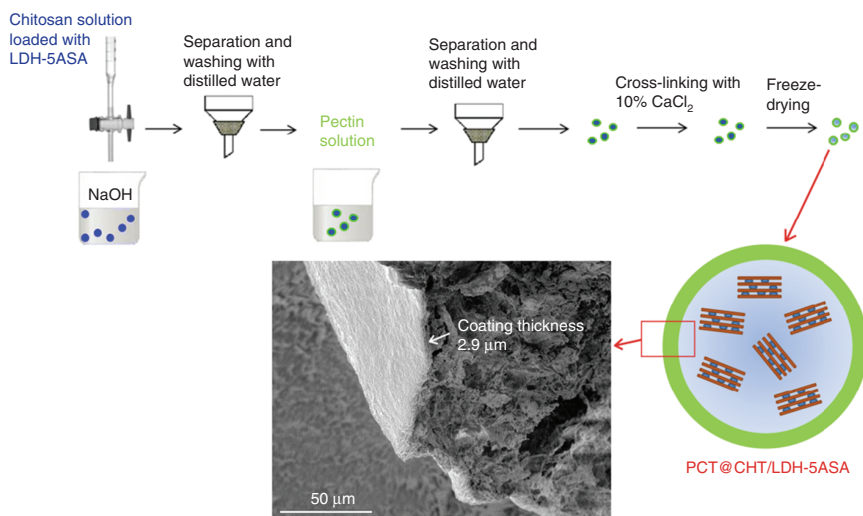 Chitosan solution
loaded with
LDH-5ASA
Separation and
washing with
distilled water
Separation and
washing with
distilled water
Cross-linking with
10% CaCl₂
Freeze-
drying
Pectin
solution
NaOH
Coating thickness
2.9 μm
50 μm
PCT@CHT/LDH-5ASA